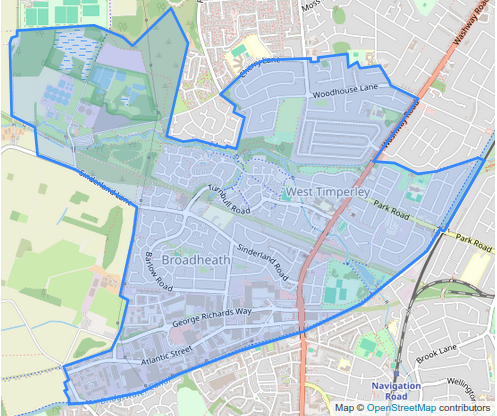 Moss
Washway Road
Cherry Lane
Woodhouse Lane
Washway Road
Sinderland Lane
Turnbull Road
West Timperley
Park Road
Park Road
Sinderland Road
Barlow Road
Broadheath
George Richards Way
Atlantic Street
Brook Lane
Navigation
Road
Wellington
Map © OpenStreetMap contributors